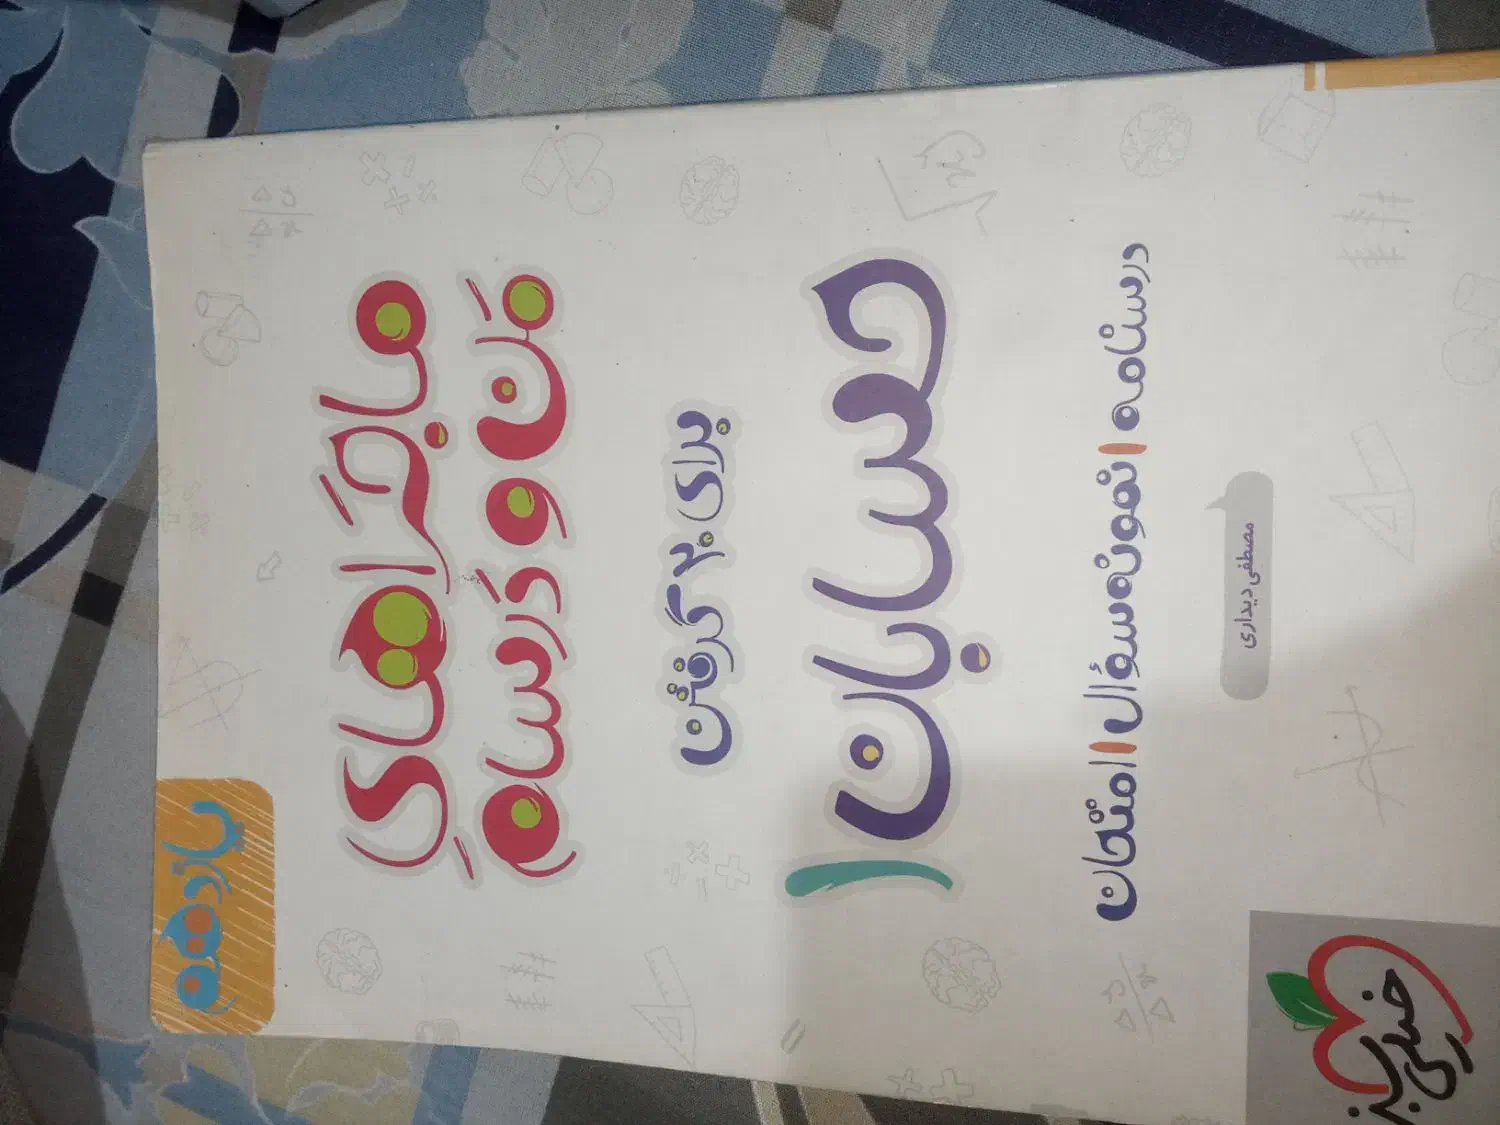 یازدهم
ماجراهای
من و درسام
برای ۲۰ گرفتن
حسابان ۱
درسنامه | نمونه سؤال | امتحان
مصطفی دیداری
خیلی سبز